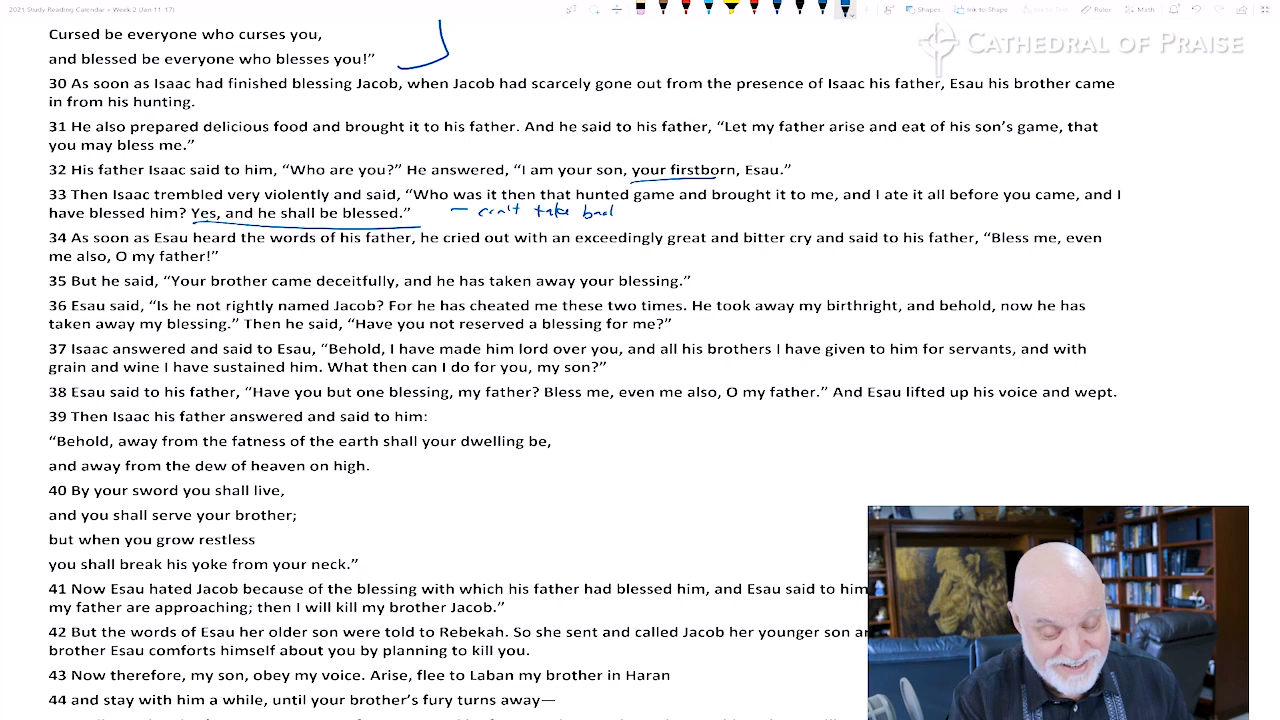 2021 Study Reading Calendar - Week 2 (Jan 11-17)
Shapes
Ink to Shape
Ink to Text
Ruler
Math
CATHEDRAL OF PRAISE
Cursed be everyone who curses you,
and blessed be everyone who blesses you!”
30 As soon as Isaac had finished blessing Jacob, when Jacob had scarcely gone out from the presence of Isaac his father, Esau his brother came
in from his hunting.
31 He also prepared delicious food and brought it to his father. And he said to his father, “Let my father arise and eat of his son’s game, that
you may bless me.”
32 His father Isaac said to him, “Who are you?” He answered, “I am your son, your firstborn, Esau.”
33 Then Isaac trembled very violently and said, “Who was it then that hunted game and brought it to me, and I ate it all before you came, and I
have blessed him? Yes, and he shall be blessed.” – can't take
34 As soon as Esau heard the words of his father, he cried out with an exceedingly great and bitter cry and said to his father, “Bless me, even
me also, O my father!”
35 But he said, “Your brother came deceitfully, and he has taken away your blessing.”
36 Esau said, “Is he not rightly named Jacob? For he has cheated me these two times. He took away my birthright, and behold, now he has
taken away my blessing.” Then he said, “Have you not reserved a blessing for me?”
37 Isaac answered and said to Esau, “Behold, I have made him lord over you, and all his brothers I have given to him for servants, and with
grain and wine I have sustained him. What then can I do for you, my son?”
38 Esau said to his father, “Have you but one blessing, my father? Bless me, even me also, O my father.” And Esau lifted up his voice and wept.
39 Then Isaac his father answered and said to him:
“Behold, away from the fatness of the earth shall your dwelling be,
and away from the dew of heaven on high.
40 By your sword you shall live,
and you shall serve your brother;
but when you grow restless
you shall break his yoke from your neck.”
41 Now Esau hated Jacob because of the blessing with which his father had blessed him, and Esau said to him
my father are approaching; then I will kill my brother Jacob.”
42 But the words of Esau her older son were told to Rebekah. So she sent and called Jacob her younger son
brother Esau comforts himself about you by planning to kill you.
43 Now therefore, my son, obey my voice. Arise, flee to Laban my brother in Haran
44 and stay with him a while, until your brother’s fury turns away—